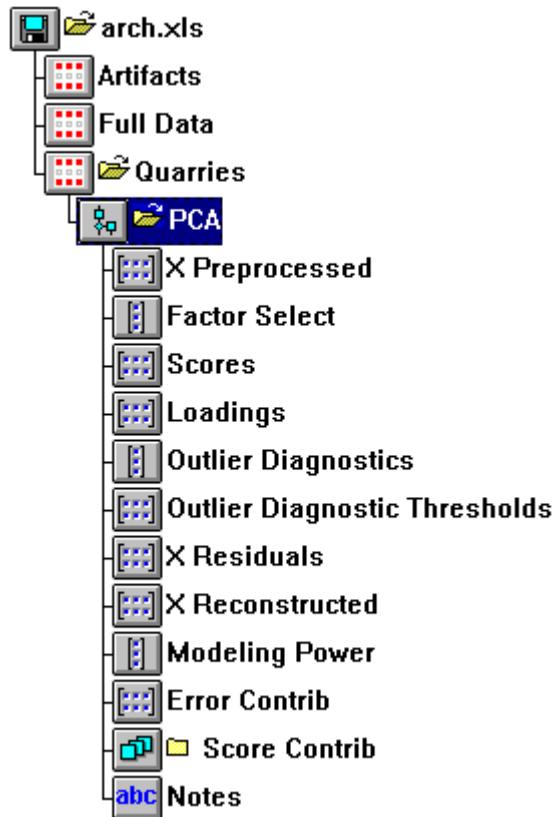 arch.xls
Artifacts
Full Data
Quarries
PCA
X Preprocessed
Factor Select
Scores
Loadings
Outlier Diagnostics
Outlier Diagnostic Thresholds
X Residuals
X Reconstructed
Modeling Power
Error Contrib
Score Contrib
abc Notes